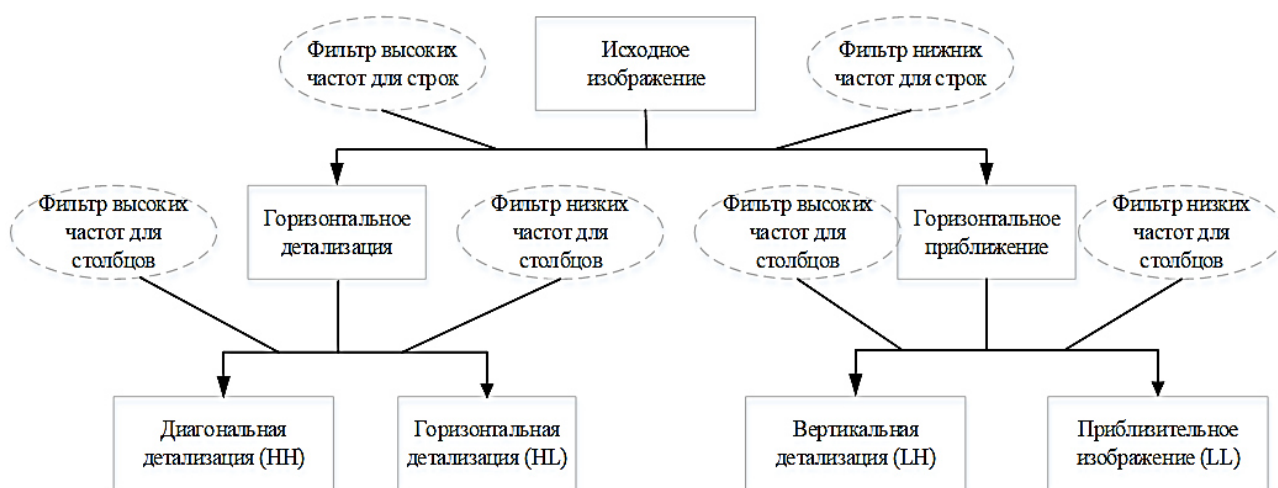 Фильтр высоких
частот для строк
Исходное
изображение
Фильтр нижних
частот для строк
Фильтр высоких
частот для
столбцов
Горизонтальное
детализация
Фильтр низких
частот для
столбцов
Фильтр высоких
частот для
столбцов
Горизонтальное
приближение
Фильтр низких
частот для
столбцов
Диагональная
детализация (HH)
Горизонтальная
детализация (HL)
Вертикальная
детализация (LH)
Приблизительное
изображение (LL)